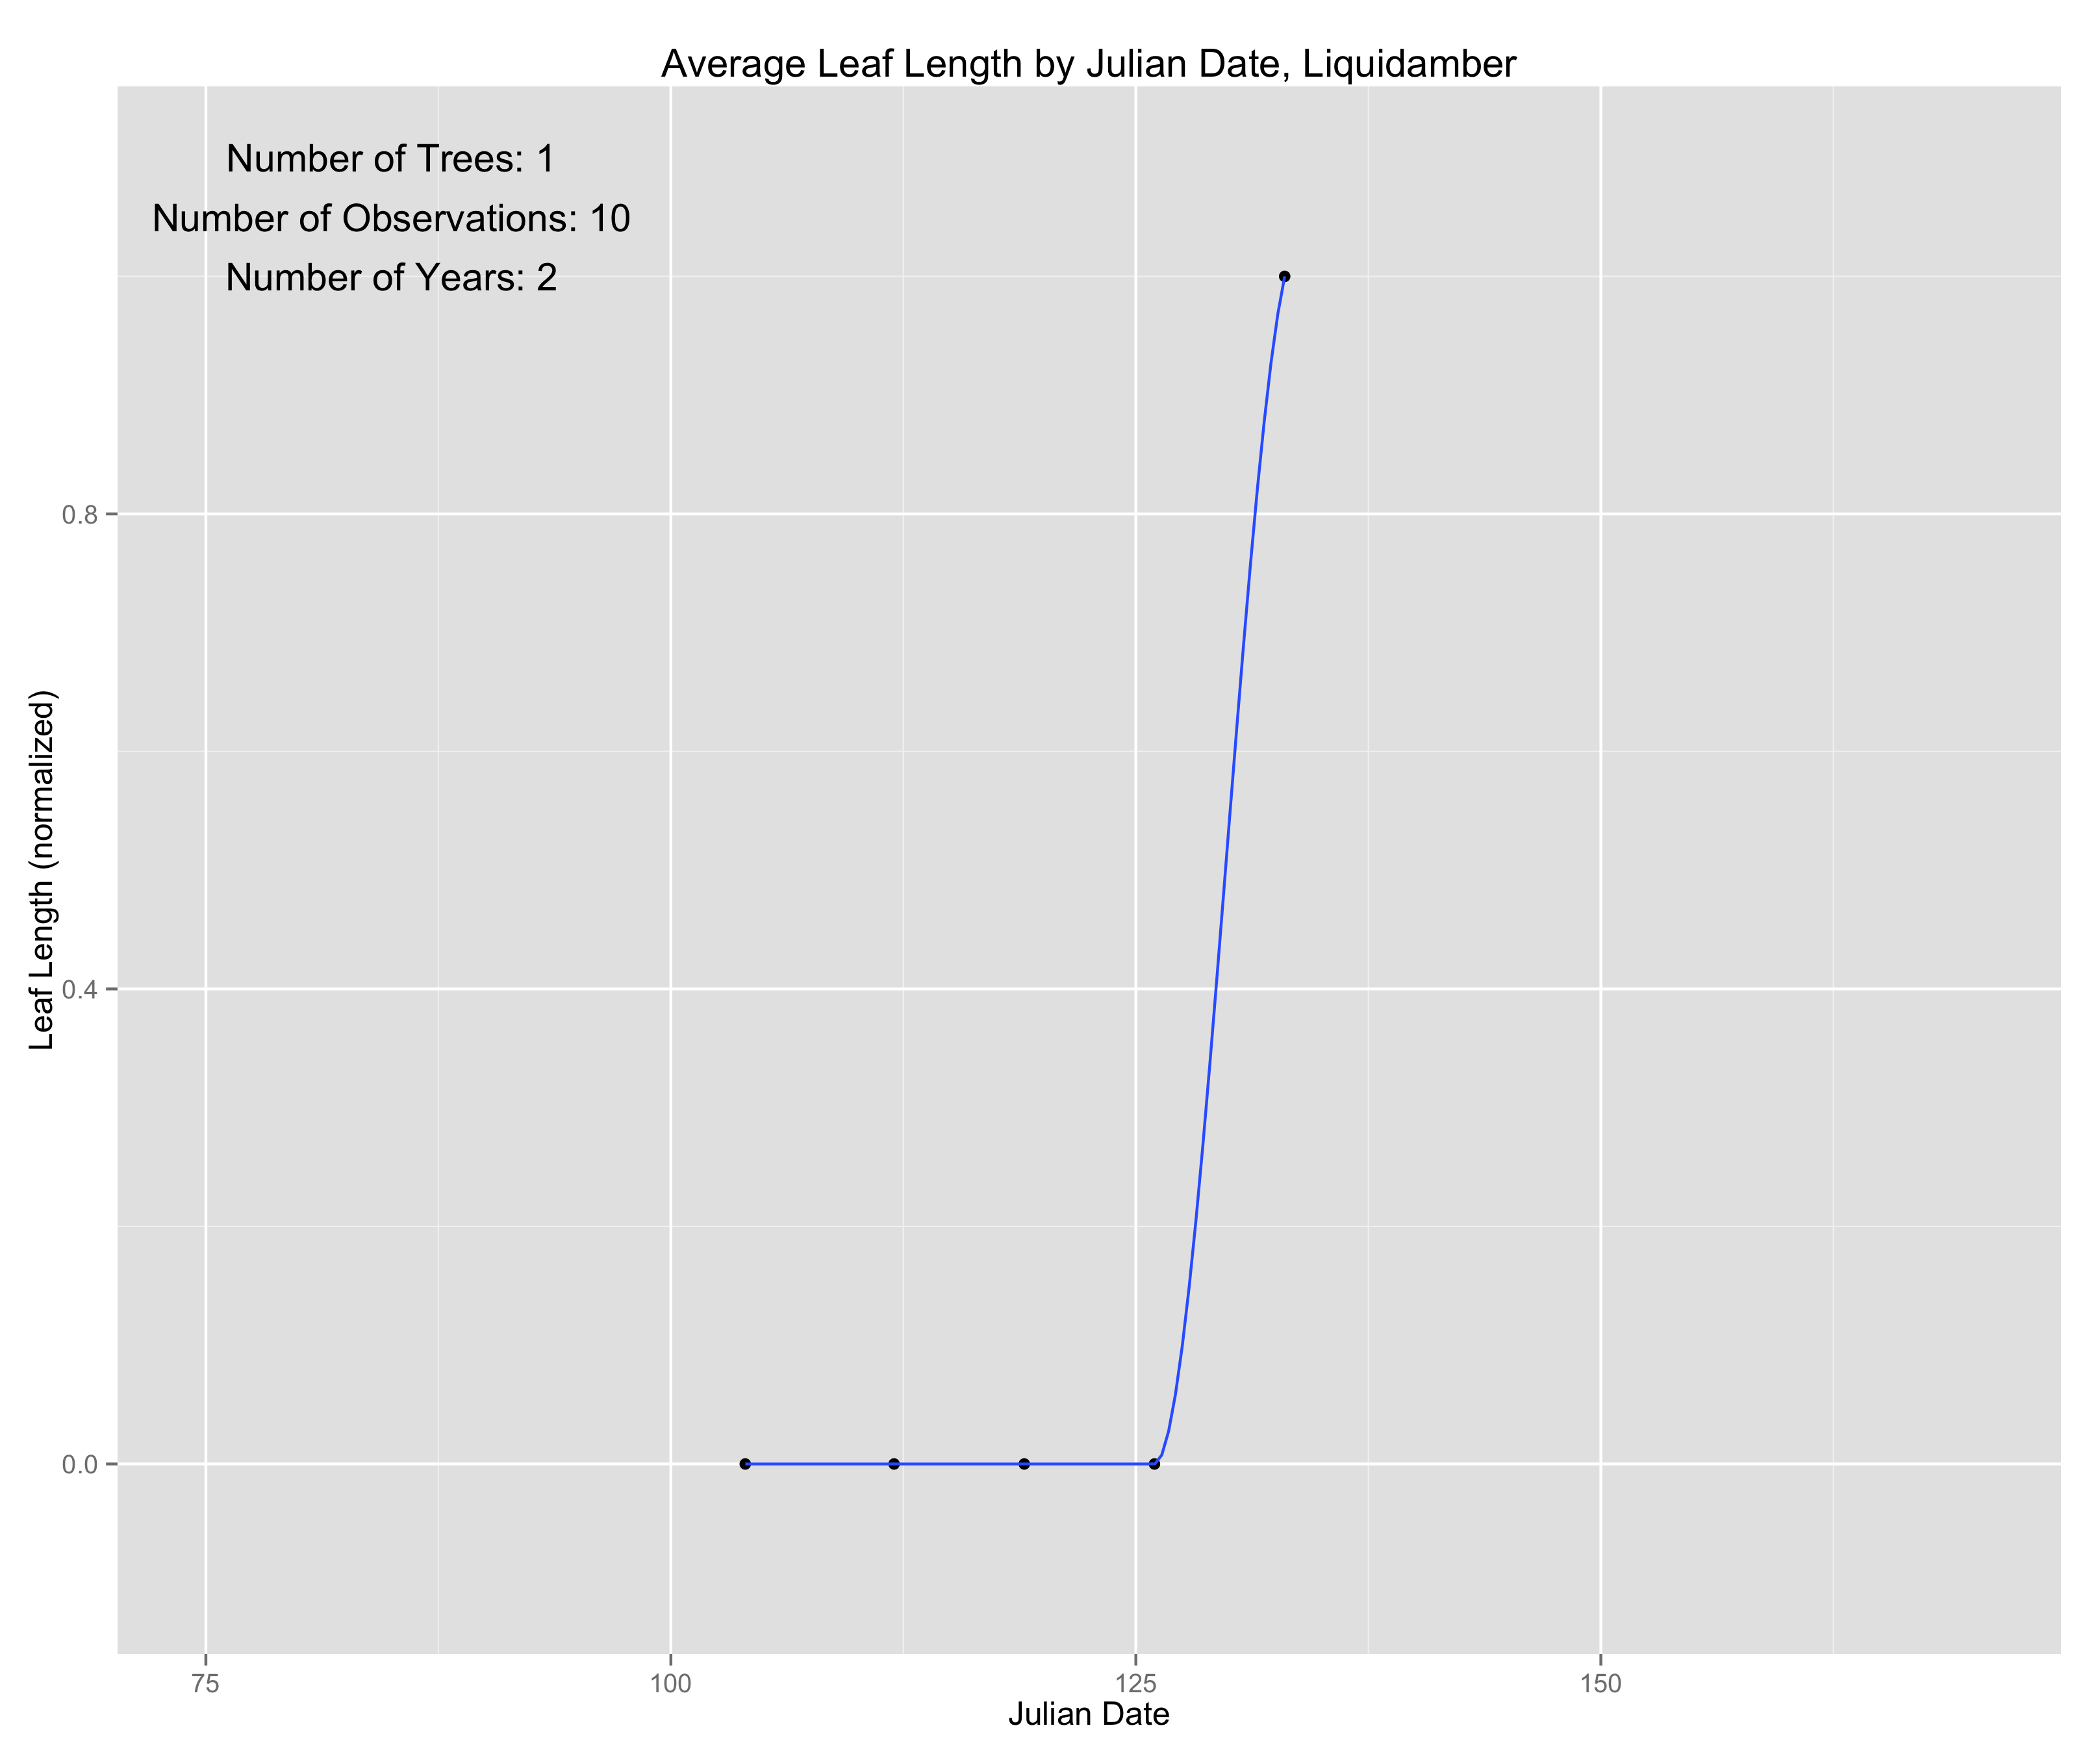 Average Leaf Length by Julian Date, Liquidamber
Number of Trees: 1
Number of Observations: 10
Number of Years: 2
Leaf Length (normalized)
0.8
0.4
0.0
75
100
125
150
Julian Date